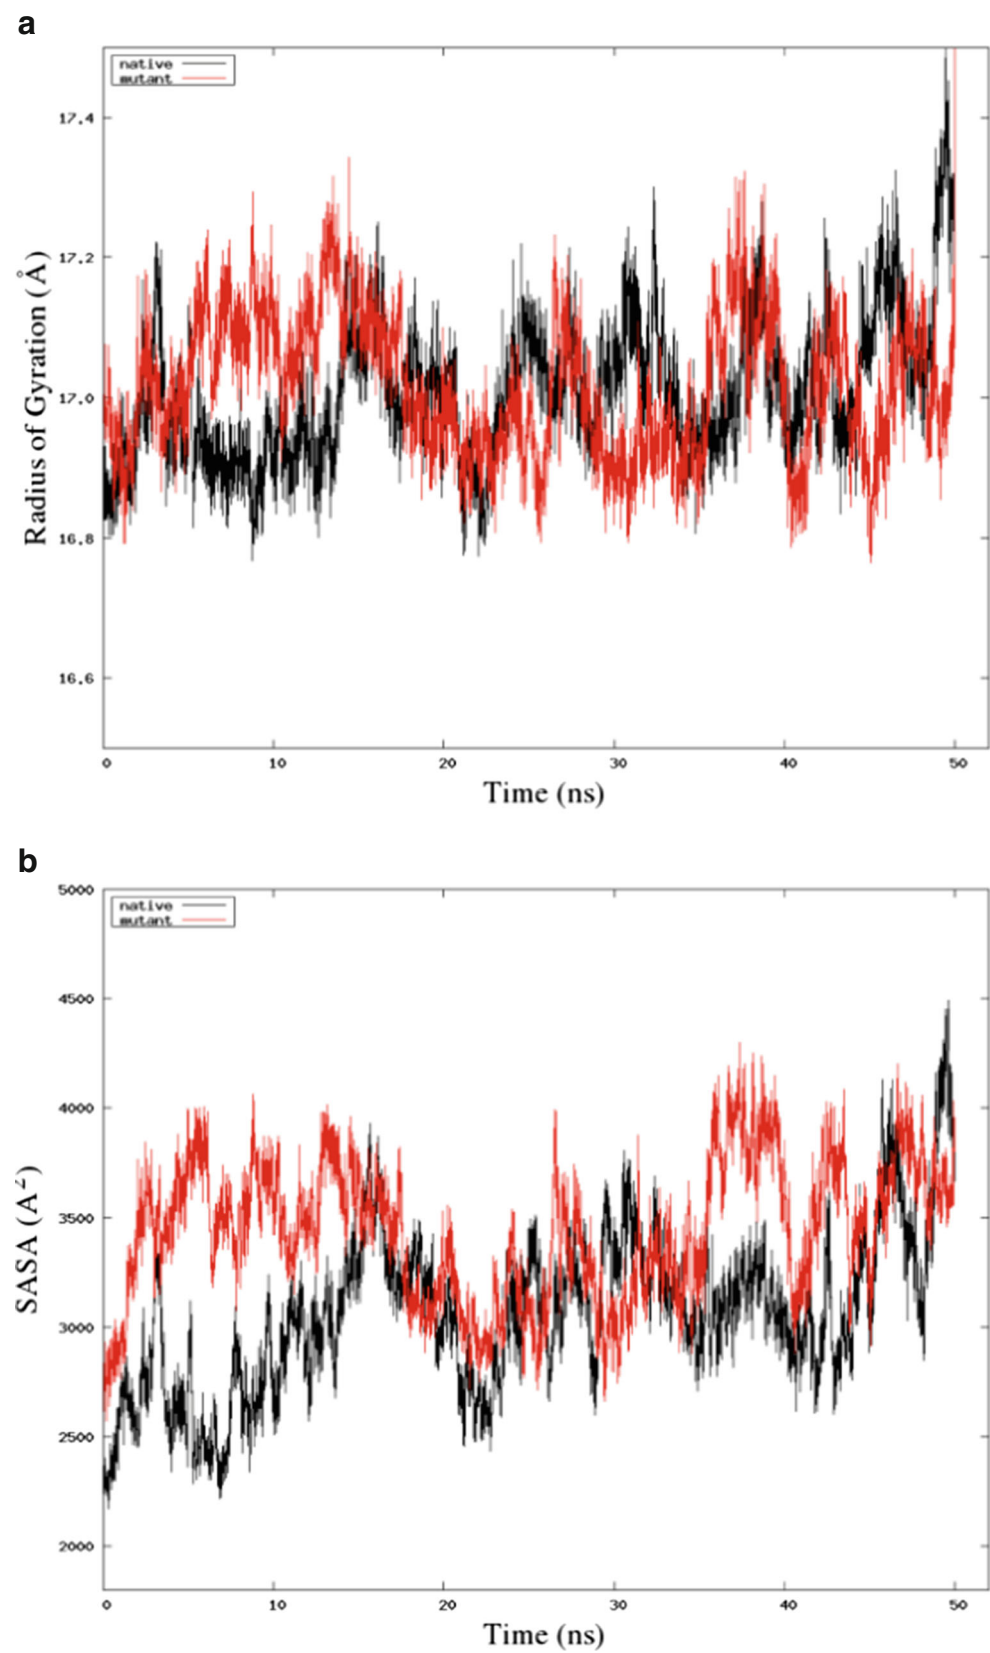 a
native
mutant
17.4
17.2
17.0
16.8
16.6
Radius of Gyration (Å)
0 10 20 30 40 50
Time (ns)
b
5000
native
mutant
4500
4000
3500
3000
2500
2000
SASA (A²)
0 10 20 30 40 50
Time (ns)